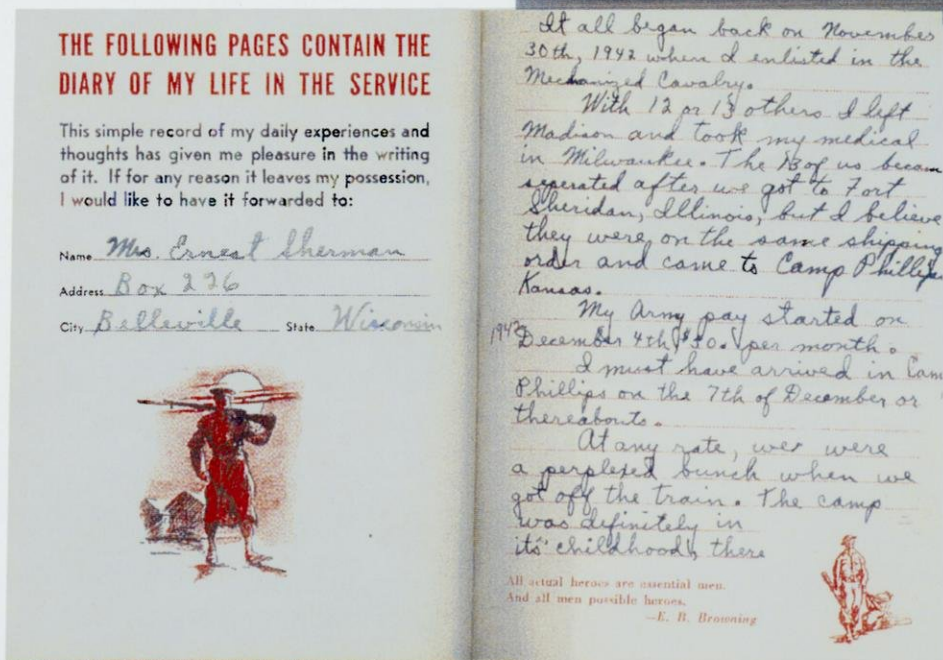 THE FOLLOWING PAGES CONTAIN THE
DIARY OF MY LIFE IN THE SERVICE
This simple record of my daily experiences and
thoughts has given me pleasure in the writing
of it. If for any reason it leaves my possession,
I would like to have it forwarded to:
Name Mrs. Ernest Sherman
Address Box 226
City Belleville State Wisconsin
It all began back on November
30th, 1942 when I enlisted in the
Mechanized Cavalry.
With 12 or 13 others I left
Madison and took my medical
in Milwaukee. The 13 of us becam
seperated after we got to Fort
Sheridan, Illinois, but I believe
they were on the same shipping
order and came to Camp Phillips
Kansas.
My Army pay started on
1942 December 4th, $50. per month.
I must have arrived in Cam
Phillips on the 7th of December or
thereabouts.
At any rate, we were
a perplexed bunch when we
got off the train. The camp
was definitely in
its childhood, there
All actual heroes are essential men.
And all men possible heroes.
—E. B. Browning